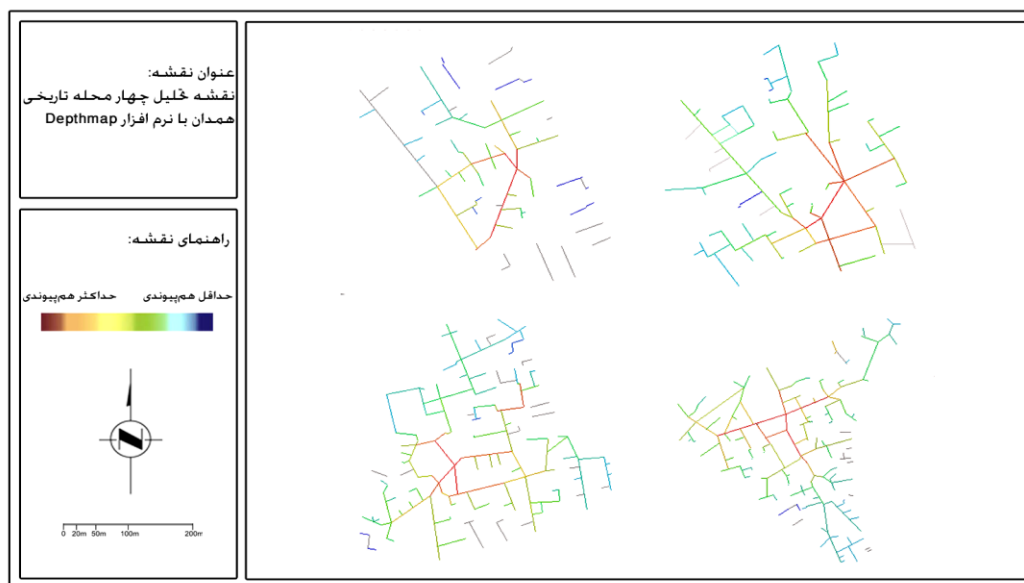 عنوان نقشه:
نقشه تحلیل چهار محله تاریخی
همدان با نرم افزار Depthmap
راهنمای نقشه:
حداقل هم‌پیوندی حداکثر هم‌پیوندی
0 20m 50m 100m 200m